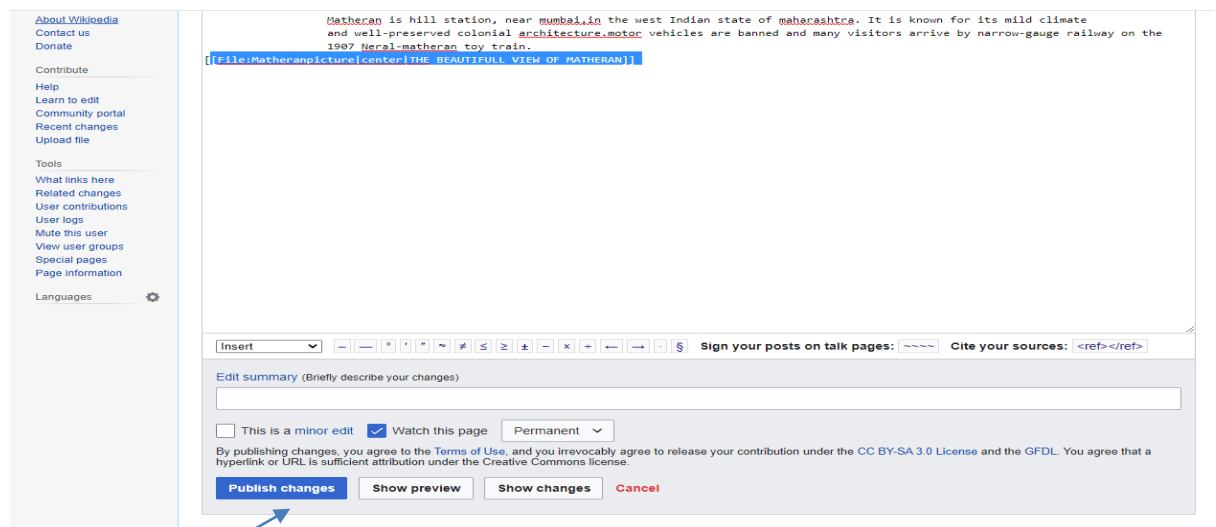 About Wikipedia
Contact us
Donate
Contribute
Help
Learn to edit
Community portal
Recent changes
Upload file
Tools
What links here
Related changes
User contributions
User logs
Mute this user
View user groups
Special pages
Page information
Languages
Matheran is hill station, near mumbai,in the west Indian state of maharashtra. It is known for its mild climate
and well-preserved colonial architecture.motor vehicles are banned and many visitors arrive by narrow-gauge railway on the
1907 Neral-matheran toy train.
[[File:Matheranpicture|center|THE BEAUTIFULL VIEW OF MATHERAN]]
Insert – — ° ′ ″ ≈ ≠ ≤ ≥ ± − × ÷ ← → · § Sign your posts on talk pages: ~~~~ Cite your sources: <ref></ref>
Edit summary (Briefly describe your changes)
This is a minor edit Watch this page Permanent
By publishing changes, you agree to the Terms of Use, and you irrevocably agree to release your contribution under the CC BY-SA 3.0 License and the GFDL. You agree that a
hyperlink or URL is sufficient attribution under the Creative Commons license.
Publish changes Show preview Show changes Cancel